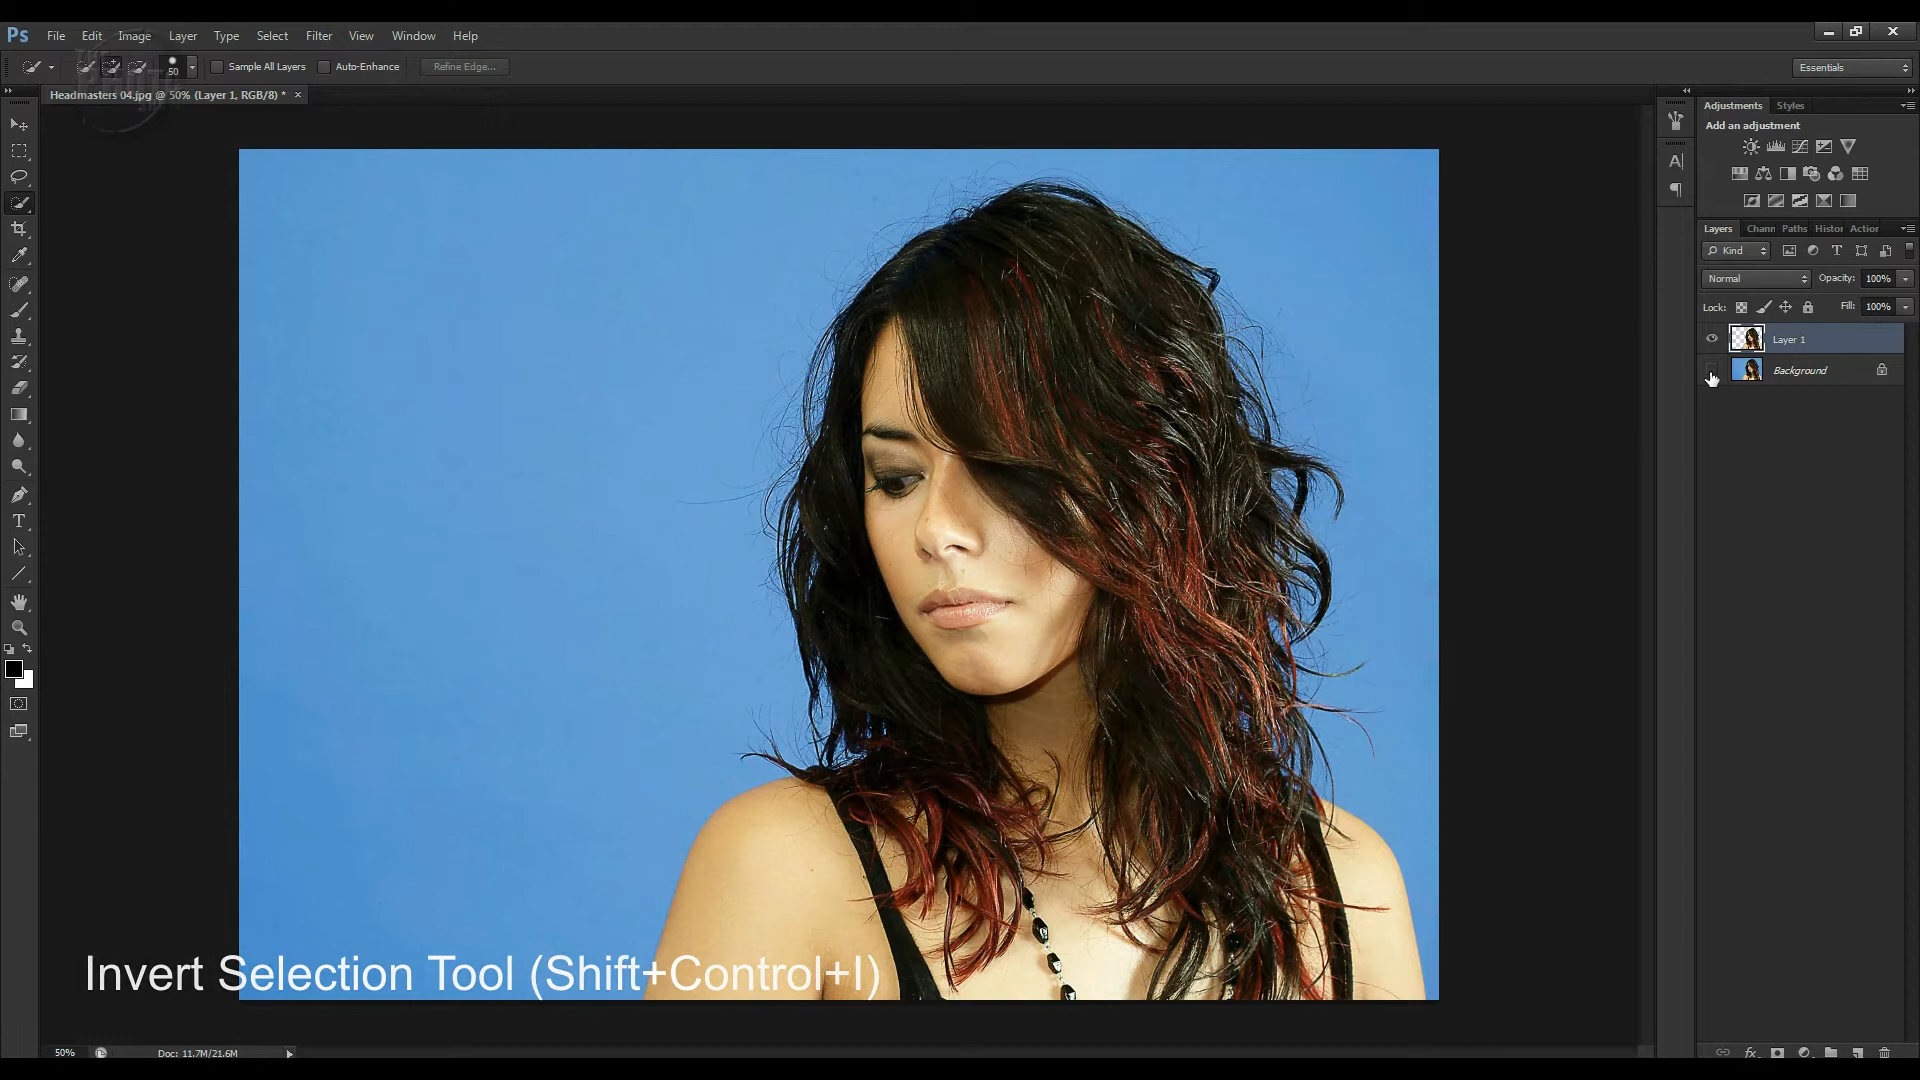 Ps File Edit Image Layer Type Select Filter View Window Help
50 Sample All Layers Auto-Enhance Refine Edge... Essentials
Headmasters 04.jpg @ 50% (Layer 1, RGB/8) * ×
Adjustments Styles
Add an adjustment
Layers Chann Paths Histor Action
Kind
Normal Opacity: 100%
Lock: Fill: 100%
Layer 1
Background
Invert Selection Tool (Shift+Control+I)
50% Doc: 11.7M/21.6M